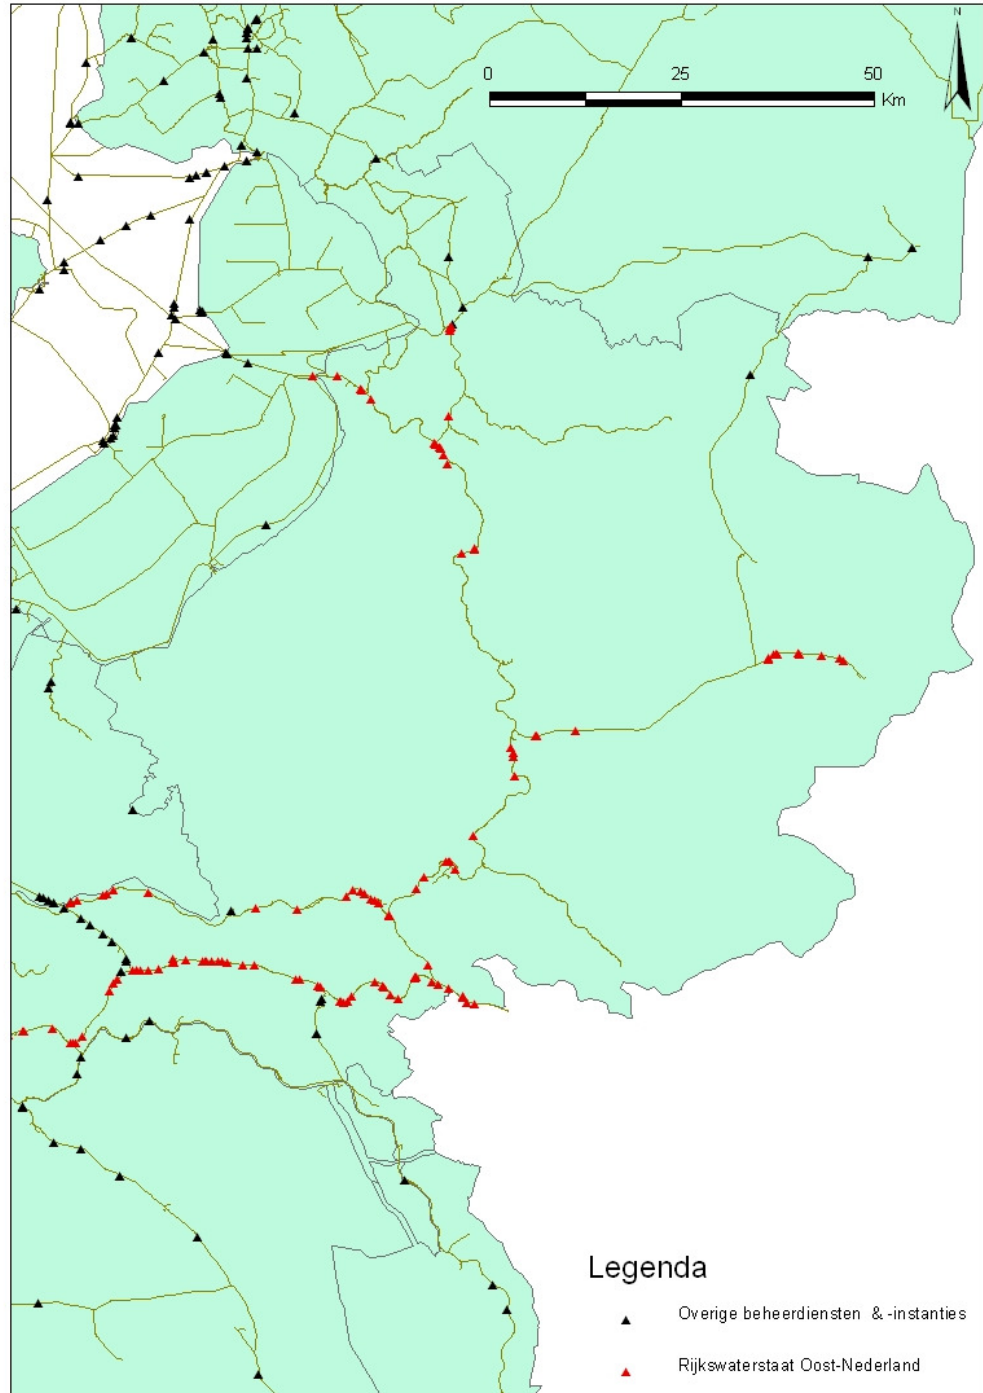 N
0 25 50
Km
Legenda
Overige beheerdiensten & -instanties
Rijkswaterstaat Oost-Nederland